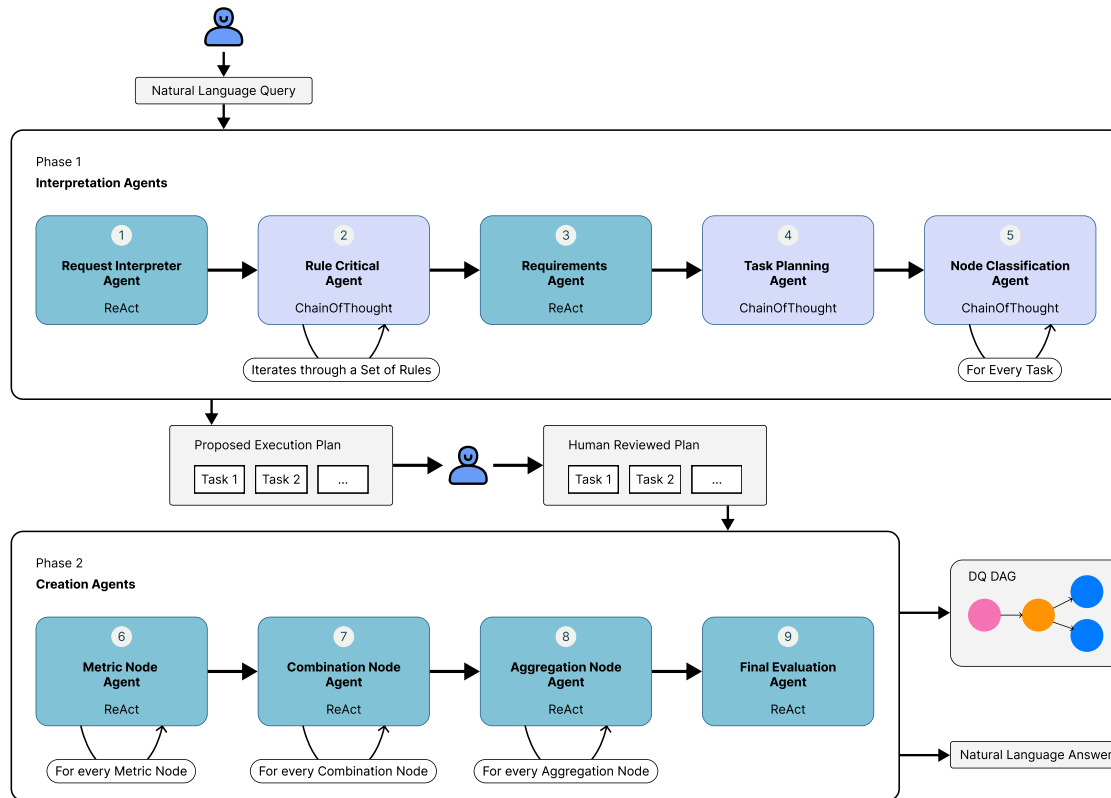 Natural Language Query
Phase 1
Interpretation Agents
1
Request Interpreter
Agent
ReAct
2
Rule Critical
Agent
ChainOfThought
Iterates through a Set of Rules
3
Requirements
Agent
ReAct
4
Task Planning
Agent
ChainOfThought
5
Node Classification
Agent
ChainOfThought
For Every Task
Proposed Execution Plan
Task 1
Task 2
...
Human Reviewed Plan
Task 1
Task 2
...
Phase 2
Creation Agents
6
Metric Node
Agent
ReAct
For every Metric Node
7
Combination Node
Agent
ReAct
For every Combination Node
8
Aggregation Node
Agent
ReAct
For every Aggregation Node
9
Final Evaluation
Agent
ReAct
DQ DAG
Natural Language Answer